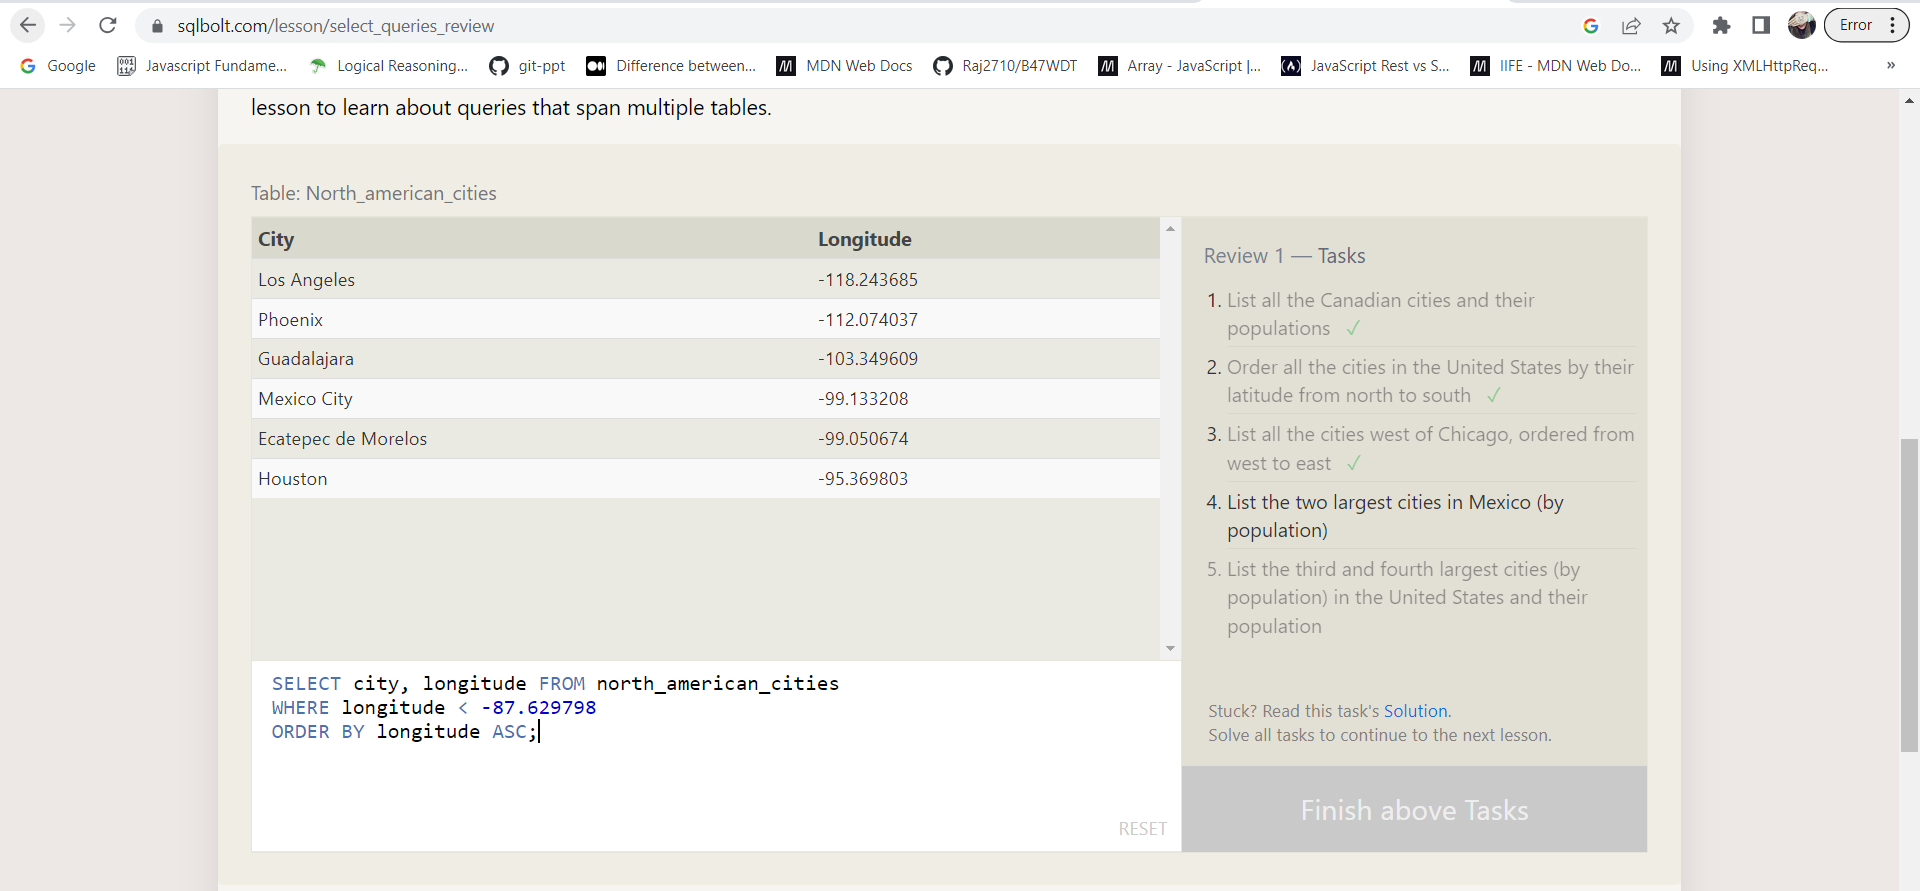 sqlbolt.com/lesson/select_queries_review
Error
Google
Javascript Fundame...
Logical Reasoning...
git-ppt
Difference between...
MDN Web Docs
Raj2710/B47WDT
Array - JavaScript |...
JavaScript Rest vs S...
IIFE - MDN Web Do...
Using XMLHttpReq...
»
lesson to learn about queries that span multiple tables.
Table: North_american_cities
City Longitude
Los Angeles -118.243685
Phoenix -112.074037
Guadalajara -103.349609
Mexico City -99.133208
Ecatepec de Morelos -99.050674
Houston -95.369803
SELECT city, longitude FROM north_american_cities
WHERE longitude < -87.629798
ORDER BY longitude ASC;
RESET
Review 1 — Tasks
1. List all the Canadian cities and their
populations ✓
2. Order all the cities in the United States by their
latitude from north to south ✓
3. List all the cities west of Chicago, ordered from
west to east ✓
4. List the two largest cities in Mexico (by
population)
5. List the third and fourth largest cities (by
population) in the United States and their
population
Stuck? Read this task's Solution.
Solve all tasks to continue to the next lesson.
Finish above Tasks